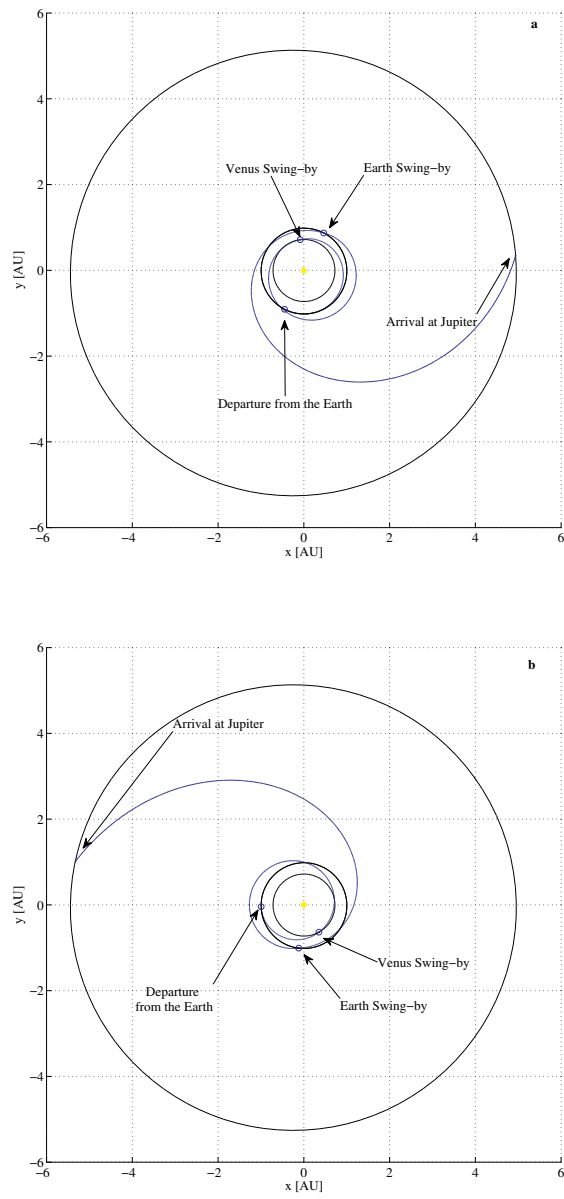 a
6
4
2
0
−2
−4
−6
y [AU]
Venus Swing−by
Earth Swing−by
Arrival at Jupiter
Departure from the Earth
−6
−4
−2
0
2
4
6
x [AU]
b
6
4
2
0
−2
−4
−6
y [AU]
Arrival at Jupiter
Venus Swing−by
Departure
from the Earth
Earth Swing−by
−6
−4
−2
0
2
4
6
x [AU]